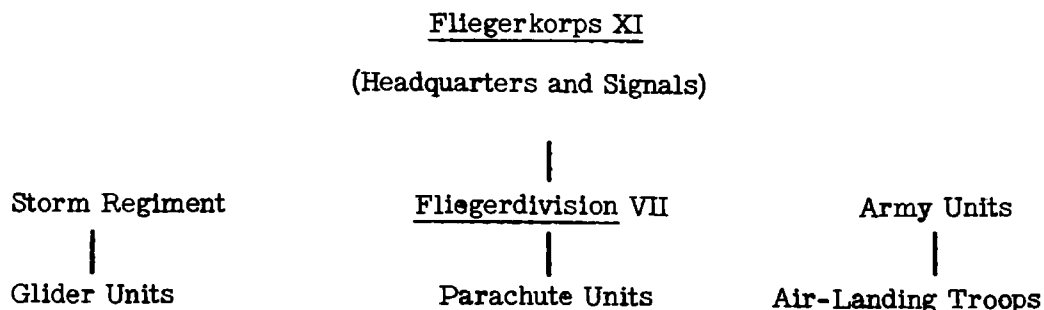 Fliegerkorps XI
(Headquarters and Signals)
Storm Regiment Fliegerdivision VII Army Units
Glider Units Parachute Units Air-Landing Troops